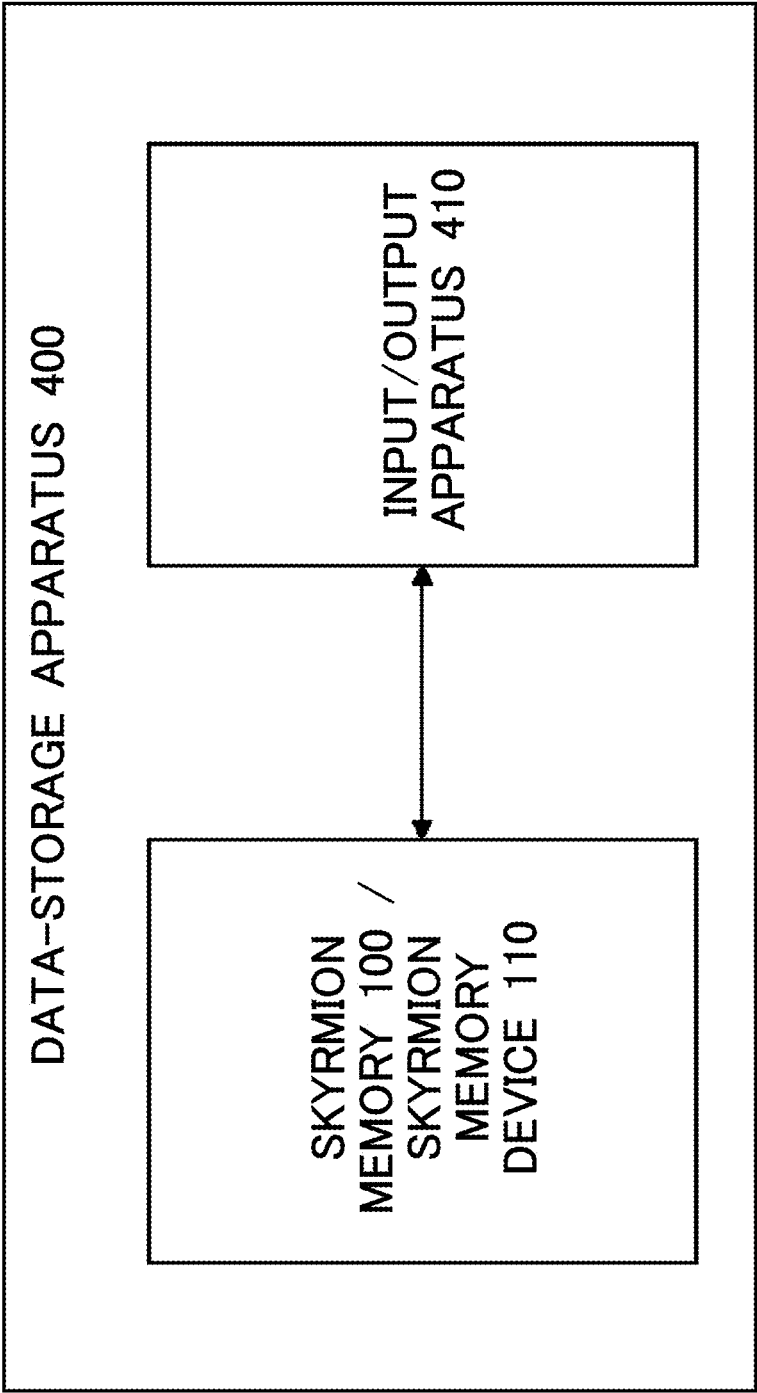 DATA-STORAGE APPARATUS 400
SKYRMION
MEMORY 100 /
SKYRMION
MEMORY
DEVICE 110
INPUT/OUTPUT
APPARATUS 410